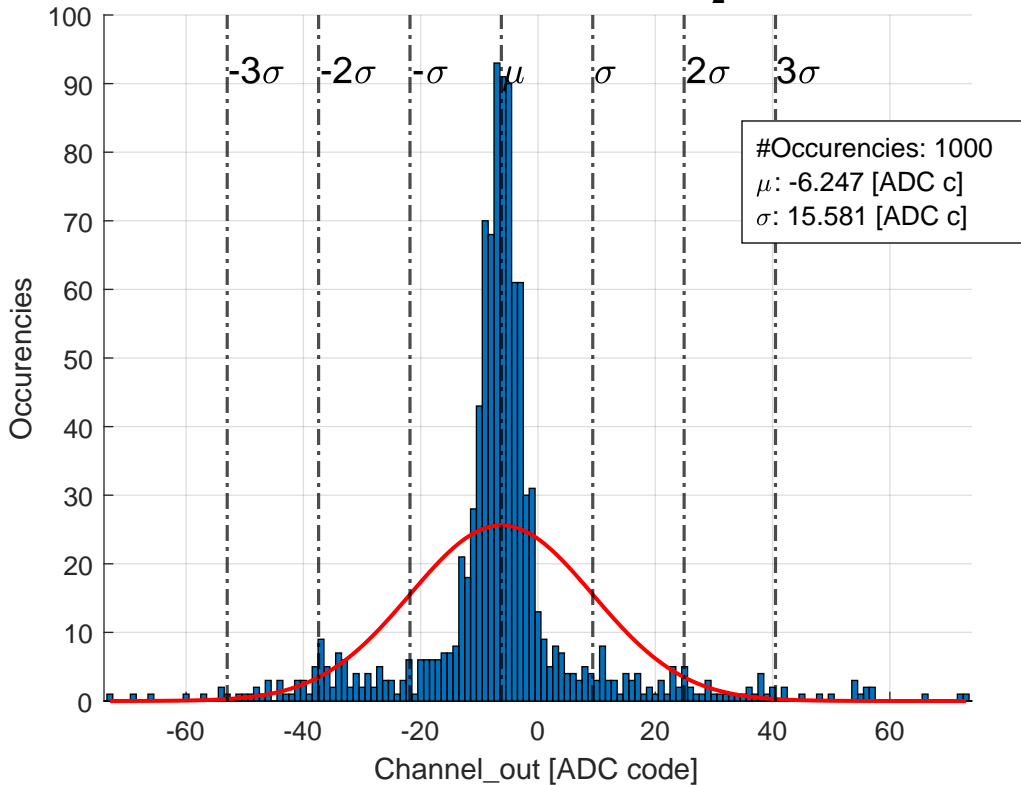 2
100
90
80
70
60
50
40
30
20
10
0
Occurencies
-3σ -2σ -σ μ σ 2σ 3σ
#Occurencies: 1000
μ: -6.247 [ADC c]
σ: 15.581 [ADC c]
-60 -40 -20 0 20 40 60
Channel_out [ADC code]